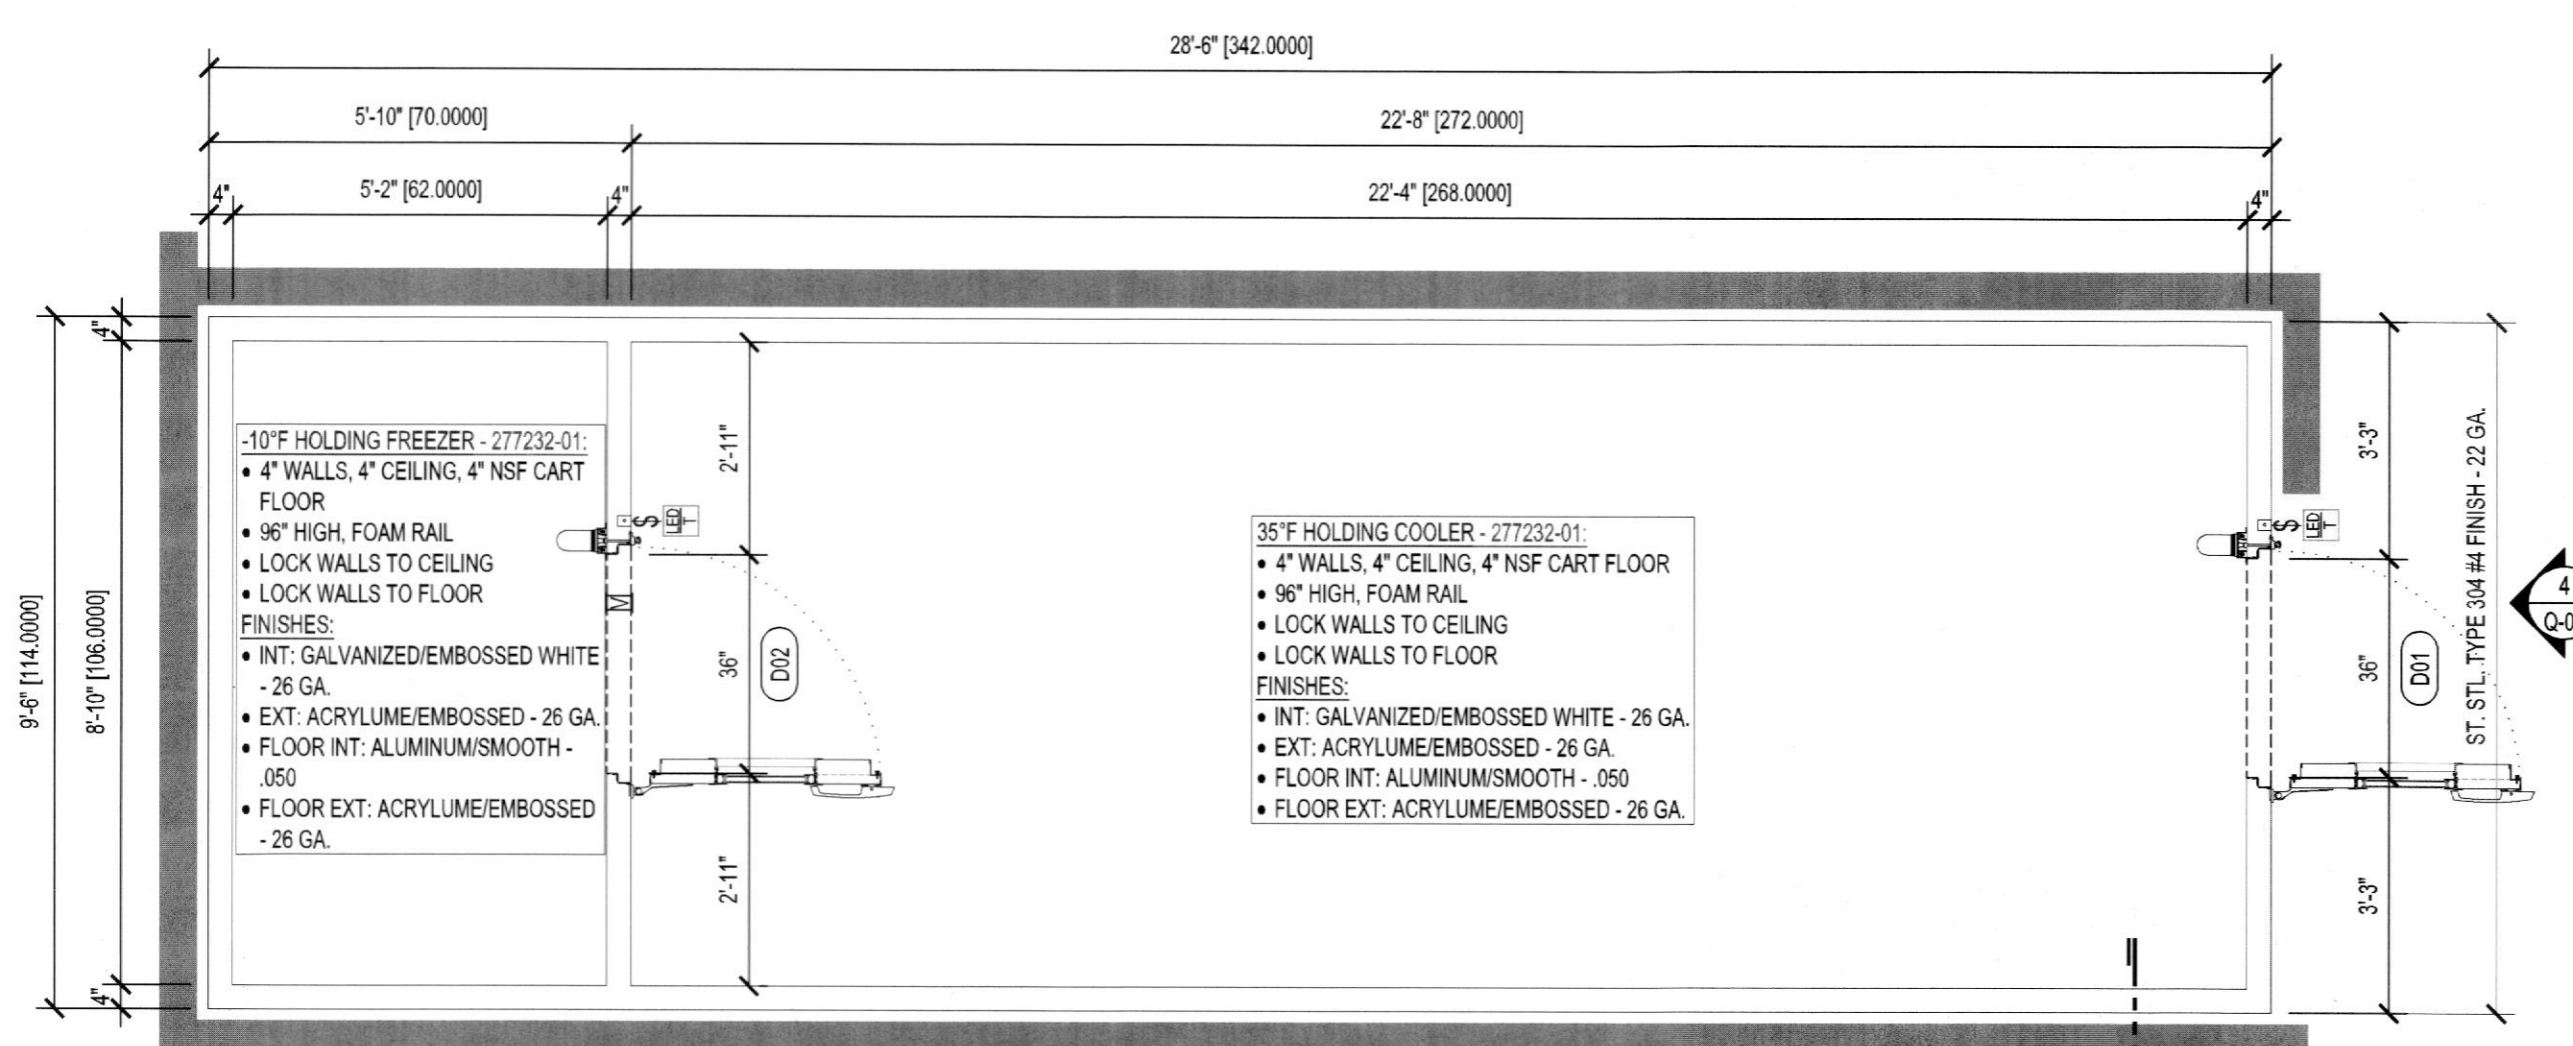 28'-6" [342.0000]
5'-10" [70.0000]
22'-8" [272.0000]
4"
5'-2" [62.0000]
4"
22'-4" [268.0000]
4"
4"
9'-6" [114.0000]
8'-10" [106.0000]
4"
-10°F HOLDING FREEZER - 277232-01:
• 4" WALLS, 4" CEILING, 4" NSF CART
FLOOR
• 96" HIGH, FOAM RAIL
• LOCK WALLS TO CEILING
• LOCK WALLS TO FLOOR
FINISHES:
• INT: GALVANIZED/EMBOSSED WHITE
- 26 GA.
• EXT: ACRYLUME/EMBOSSED - 26 GA.
• FLOOR INT: ALUMINUM/SMOOTH -
.050
• FLOOR EXT: ACRYLUME/EMBOSSED
- 26 GA.
M
S
LED
T
2'-11"
36"
D02
2'-11"
35°F HOLDING COOLER - 277232-01:
• 4" WALLS, 4" CEILING, 4" NSF CART FLOOR
• 96" HIGH, FOAM RAIL
• LOCK WALLS TO CEILING
• LOCK WALLS TO FLOOR
FINISHES:
• INT: GALVANIZED/EMBOSSED WHITE - 26 GA.
• EXT: ACRYLUME/EMBOSSED - 26 GA.
• FLOOR INT: ALUMINUM/SMOOTH - .050
• FLOOR EXT: ACRYLUME/EMBOSSED - 26 GA.
S
LED
T
3'-3"
36"
D01
3'-3"
ST. STL. TYPE 304 #4 FINISH - 22 GA.
4
Q-0